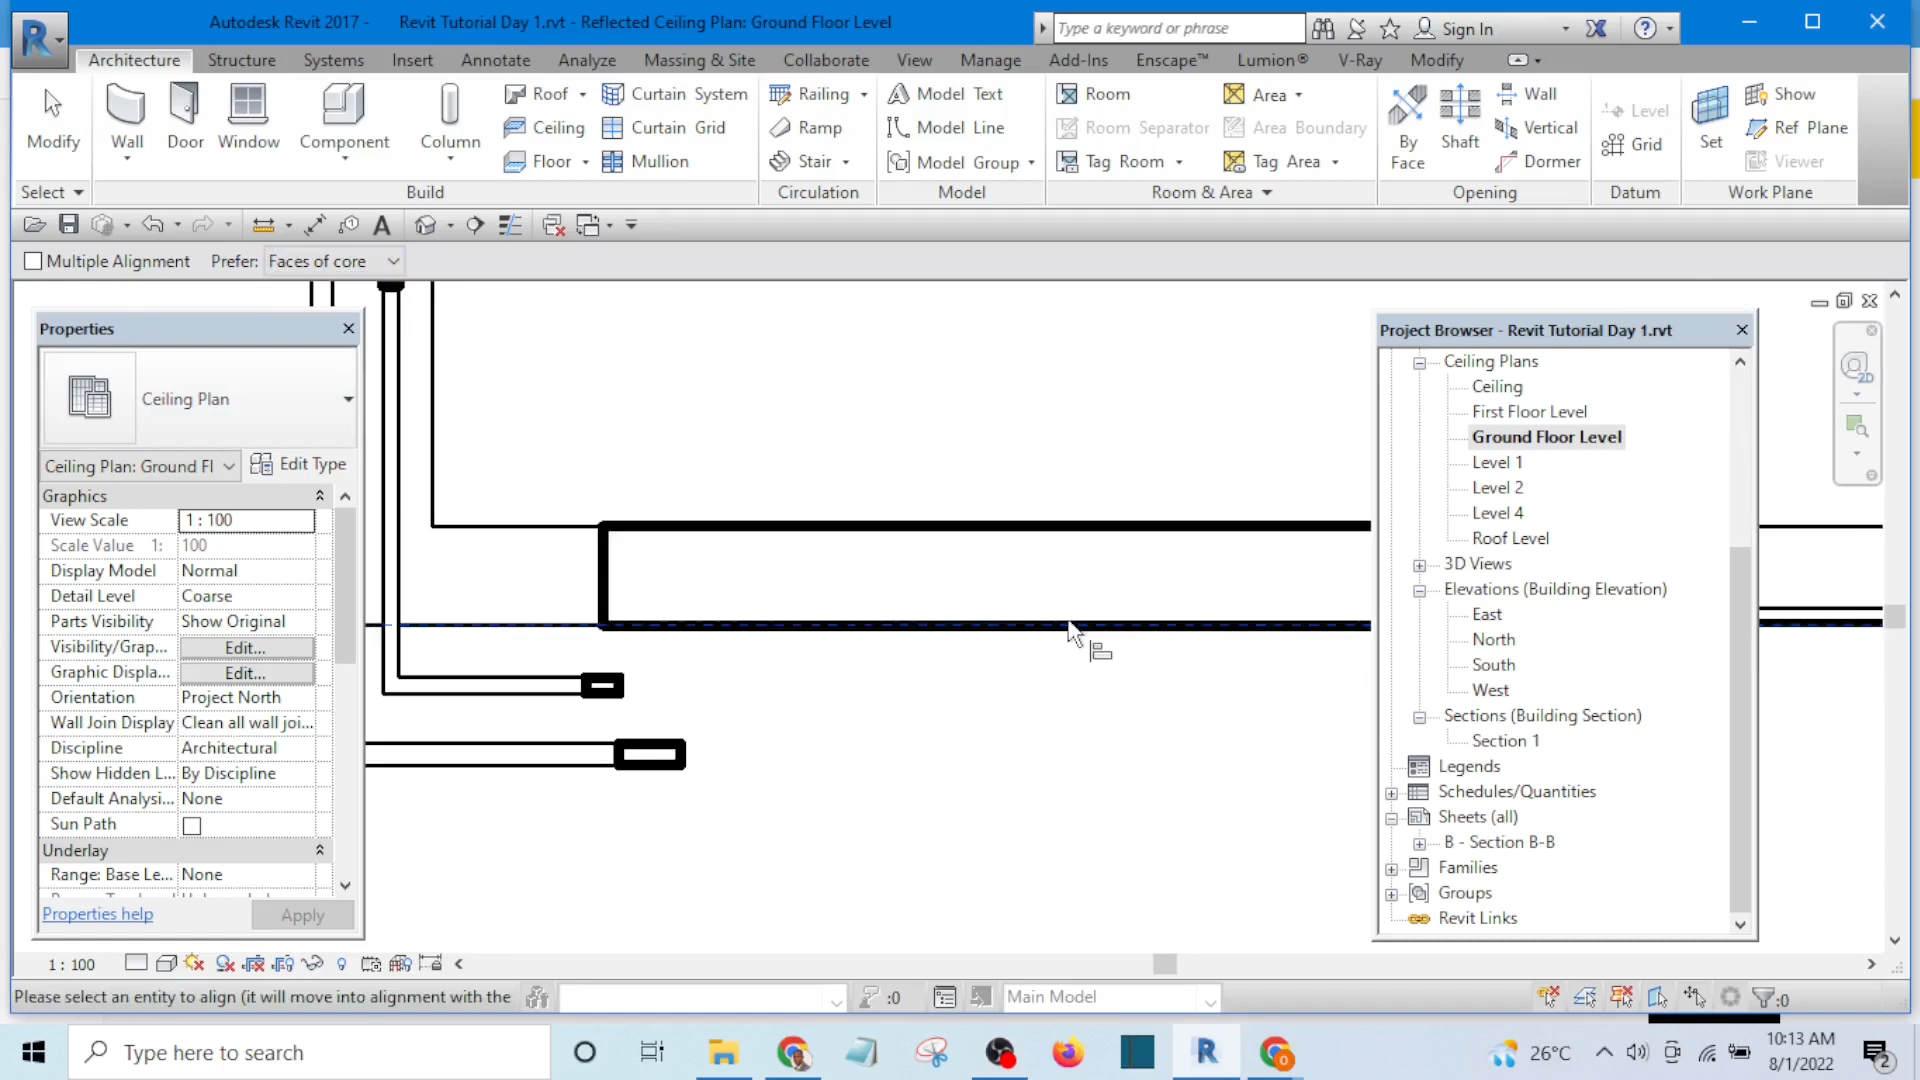 Autodesk Revit 2017 - Revit Tutorial Day 1.rvt - Reflected Ceiling Plan: Ground Floor Level
Type a keyword or phrase
Sign In
Architecture Structure Systems Insert Annotate Analyze Massing & Site Collaborate View Manage Add-Ins Enscape™ Lumion® V-Ray Modify
Modify Wall Door Window Component Column
Roof Curtain System
Ceiling Curtain Grid
Floor Mullion
Railing
Ramp
Stair
Model Text
Model Line
Model Group
Room Area
Room Separator Area Boundary
Tag Room Tag Area
By Face Shaft
Wall
Vertical
Dormer
Level
Grid
Set
Show
Ref Plane
Viewer
Select Build Circulation Model Room & Area Opening Datum Work Plane
Multiple Alignment Prefer: Faces of core
Properties
Ceiling Plan
Ceiling Plan: Ground Fl Edit Type
Graphics
View Scale 1 : 100
Scale Value 1: 100
Display Model Normal
Detail Level Coarse
Parts Visibility Show Original
Visibility/Grap... Edit...
Graphic Displa... Edit...
Orientation Project North
Wall Join Display Clean all wall joi...
Discipline Architectural
Show Hidden L... By Discipline
Default Analysi... None
Sun Path
Underlay
Range: Base Le... None
Properties help Apply
Project Browser - Revit Tutorial Day 1.rvt
Ceiling Plans
Ceiling
First Floor Level
Ground Floor Level
Level 1
Level 2
Level 4
Roof Level
3D Views
Elevations (Building Elevation)
East
North
South
West
Sections (Building Section)
Section 1
Legends
Schedules/Quantities
Sheets (all)
B - Section B-B
Families
Groups
Revit Links
2D
1 : 100
Please select an entity to align (it will move into alignment with the
:0
Main Model
:0
Type here to search
26°C
10:13 AM
8/1/2022
2